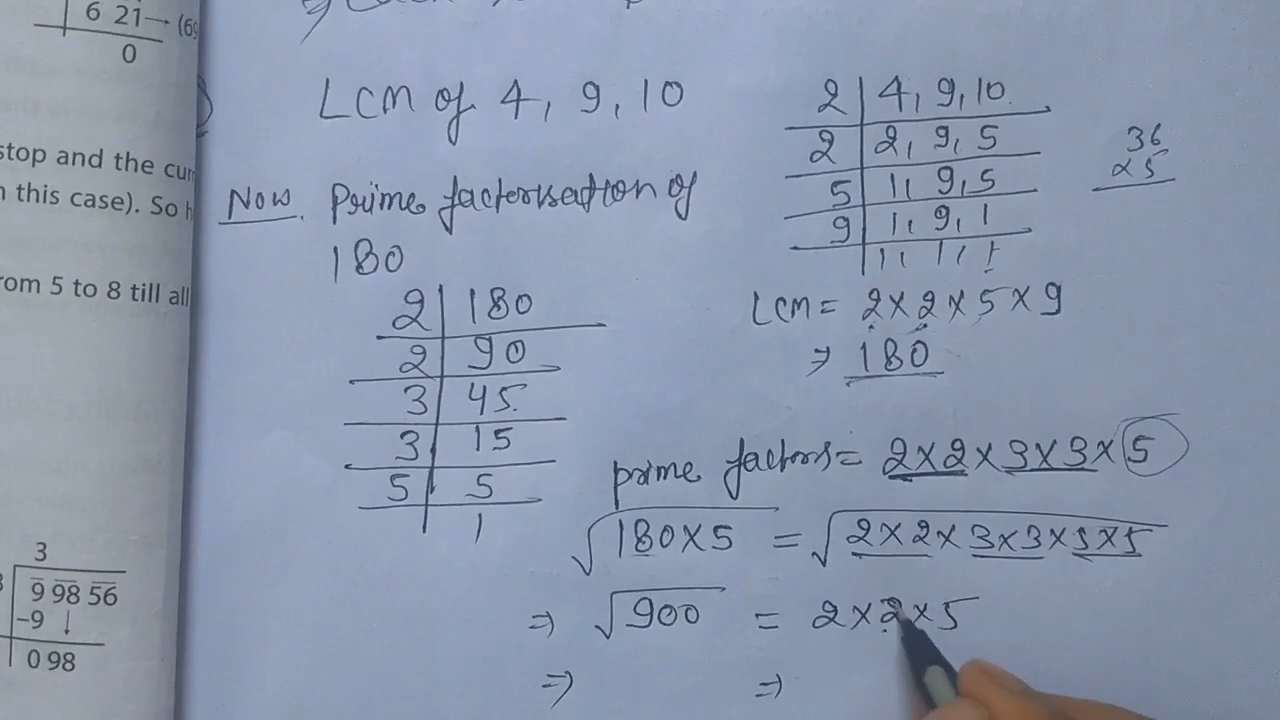 6 21→
0
stop and the cur
this case). So h
rom 5 to 8 till all
3
9 98 56
-9 ↓
0 98
LCM of 4, 9, 10
Now. Prime factorisation of
180
2 | 180
2 | 90
3 | 45
3 | 15
5 | 5
1
2 | 4, 9, 10
2 | 2, 9, 5
5 | 1, 9, 5
9 | 1, 9, 1
1, 1, 1
36
25
LCM = 2×2×5×9
⇒ 180
prime factors = 2×2×3×3×5
√180×5 = √2×2×3×3×5×5
⇒ √900 = 2×2×5
⇒ ⇒